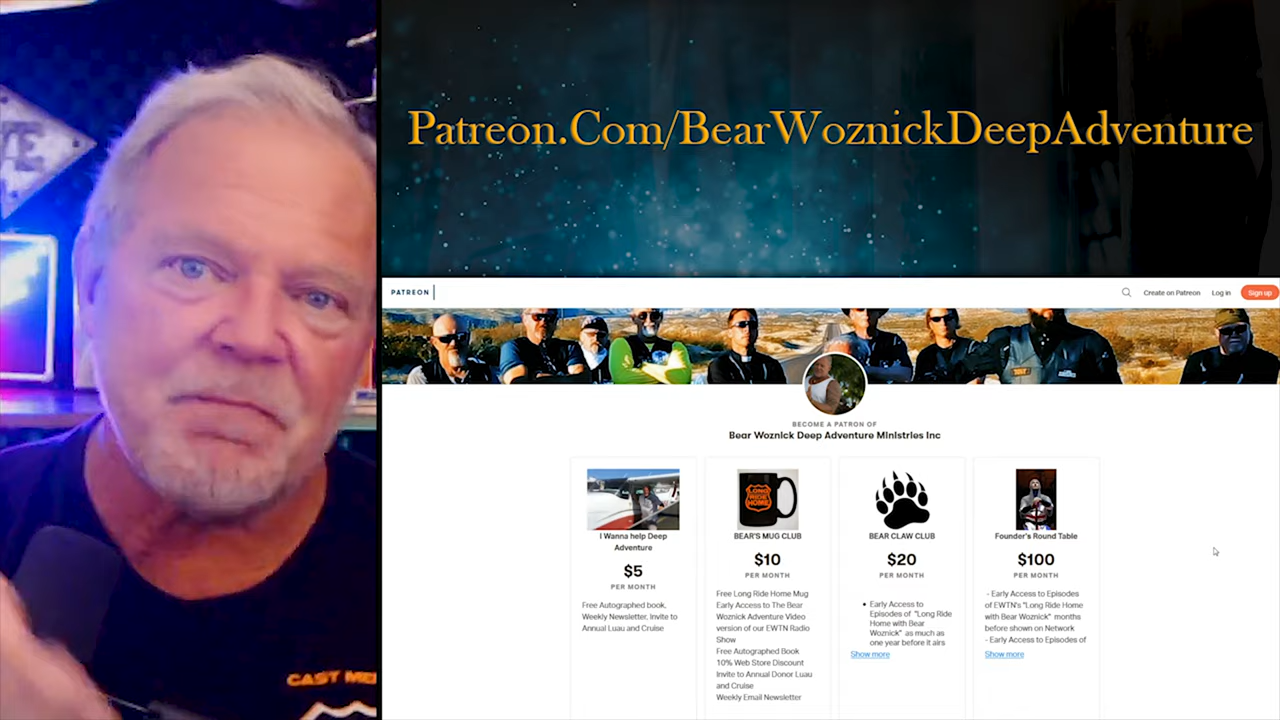 Patreon.Com/BearWoznickDeepAdventure
PATREON
Create on Patreon
Log in
Sign up
BECOME A PATRON OF
Bear Woznick Deep Adventure Ministries Inc
I Wanna help Deep
Adventure
$5
PER MONTH
Free Autographed book,
Weekly Newsletter, Invite to
Annual Luau and Cruise
LONG
RIDE
HOME
BEAR'S MUG CLUB
$10
PER MONTH
Free Long Ride Home Mug
Early Access to The Bear
Woznick Adventure Video
version of our EWTN Radio
Show
Free Autographed Book
10% Web Store Discount
Invite to Annual Donor Luau
and Cruise
Weekly Email Newsletter
BEAR CLAW CLUB
$20
PER MONTH
• Early Access to
Episodes of "Long Ride
Home with Bear
Woznick" as much as
one year before it airs
Show more
Founder's Round Table
$100
PER MONTH
- Early Access to Episodes
of EWTN's "Long Ride Home
with Bear Woznick" months
before shown on Network
- Early Access to Episodes of
Show more
CAST ME